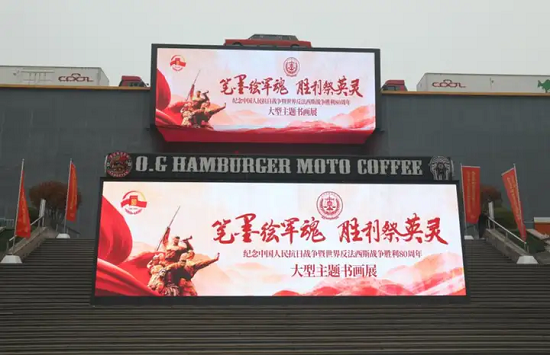 COOL
COOL
笔墨绘军魂 胜利祭英灵
纪念中国人民抗日战争暨世界反法西斯战争胜利80周年
大型主题书画展
O.G HAMBURGER MOTO COFFEE
笔墨绘军魂 胜利祭英灵
纪念中国人民抗日战争暨世界反法西斯战争胜利80周年
大型主题书画展